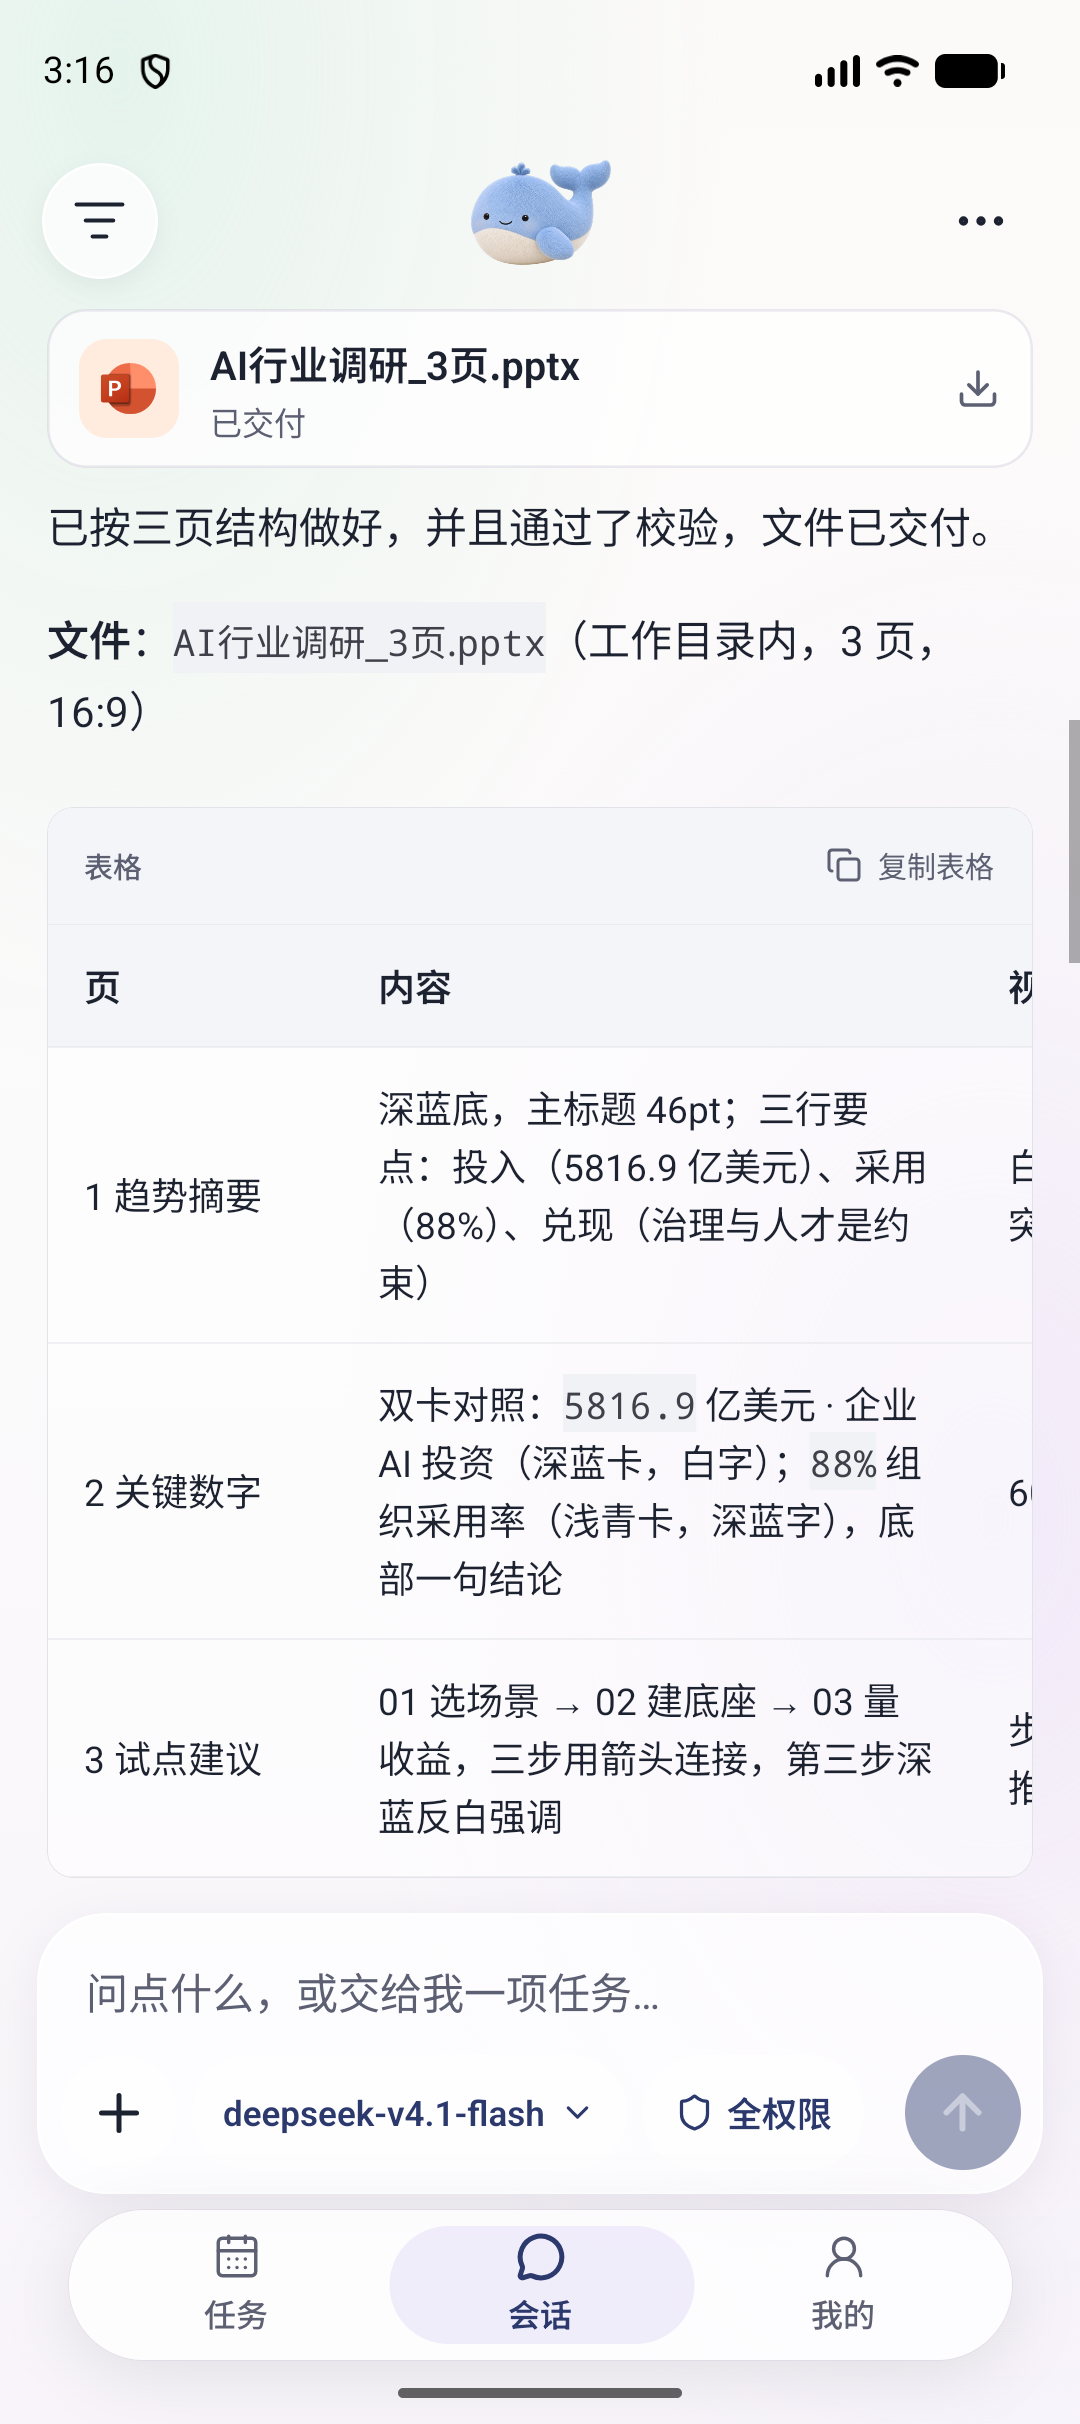 3:16
AI行业调研_3页.pptx
P
已交付
已按三页结构做好，并且通过了校验，文件已交付。
文件：AI行业调研_3页.pptx（工作目录内，3 页，
16:9）
表格
复制表格
页
内容
1 趋势摘要
深蓝底，主标题 46pt；三行要
点：投入（5816.9 亿美元）、采用
（88%）、兑现（治理与人才是约
束）
2 关键数字
双卡对照：5816.9 亿美元 · 企业
AI 投资（深蓝卡，白字）；88% 组
织采用率（浅青卡，深蓝字），底
部一句结论
3 试点建议
01 选场景 → 02 建底座 → 03 量
收益，三步用箭头连接，第三步深
蓝反白强调
问点什么，或交给我一项任务...
deepseek-v4.1-flash
全权限
任务
会话
我的